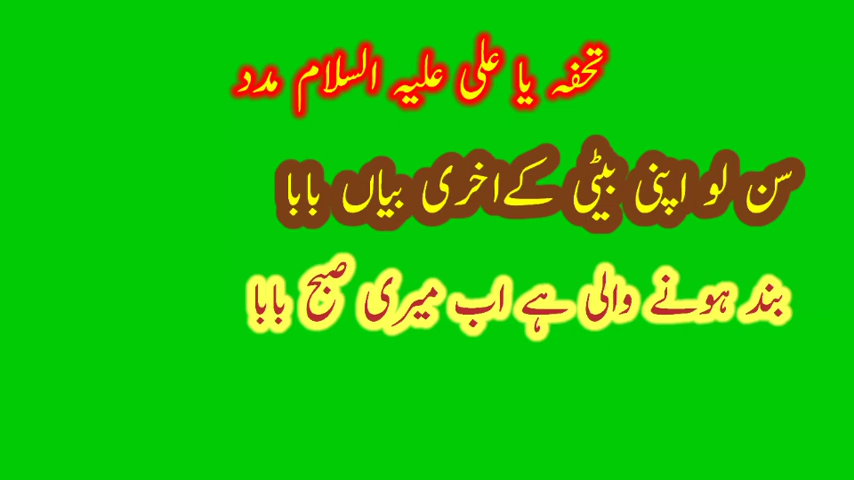 تحفہ یا علی علیہ السلام مدد
سن لو اپنی بیٹی کے اخری بیاں بابا
بند ہونے والی ہے اب میری صبح بابا